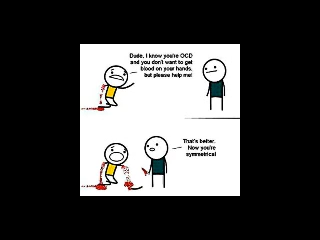 Dude, I know you're OCD
and you don't want to get
blood on your hands,
but please help me!
That's better.
Now you're
symmetrical